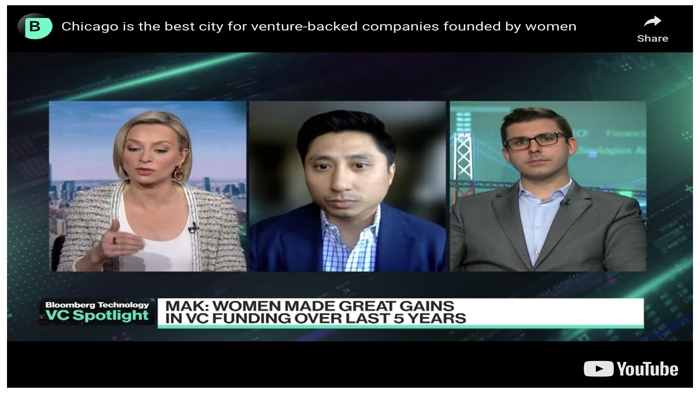 B
Chicago is the best city for venture-backed companies founded by women
Share
Financi
Bloomberg Technology
VC Spotlight
MAK: WOMEN MADE GREAT GAINS
IN VC FUNDING OVER LAST 5 YEARS
YouTube